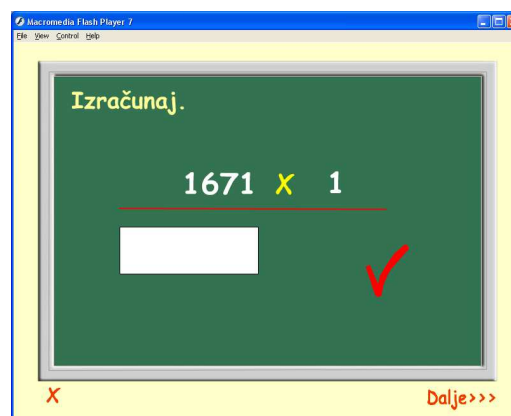 Macromedia Flash Player 7
File View Control Help
Izračunaj.
1671 x 1
X
Dalje>>>